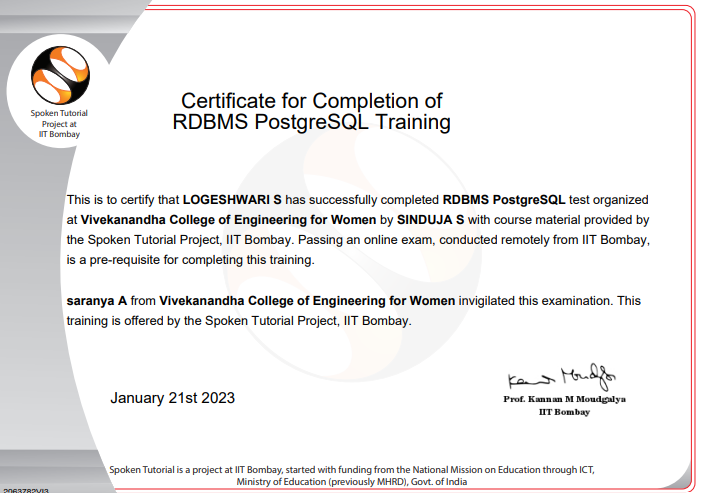 Spoken Tutorial
Project at
IIT Bombay
Certificate for Completion of
RDBMS PostgreSQL Training
This is to certify that LOGESHWARI S has successfully completed RDBMS PostgreSQL test organized
at Vivekanandha College of Engineering for Women by SINDUJA S with course material provided by
the Spoken Tutorial Project, IIT Bombay. Passing an online exam, conducted remotely from IIT Bombay,
is a pre-requisite for completing this training.
saranya A from Vivekanandha College of Engineering for Women invigilated this examination. This
training is offered by the Spoken Tutorial Project, IIT Bombay.
January 21st 2023
Kannan Moudgalya
Prof. Kannan M Moudgalya
IIT Bombay
Spoken Tutorial is a project at IIT Bombay, started with funding from the National Mission on Education through ICT,
Ministry of Education (previously MHRD), Govt. of India